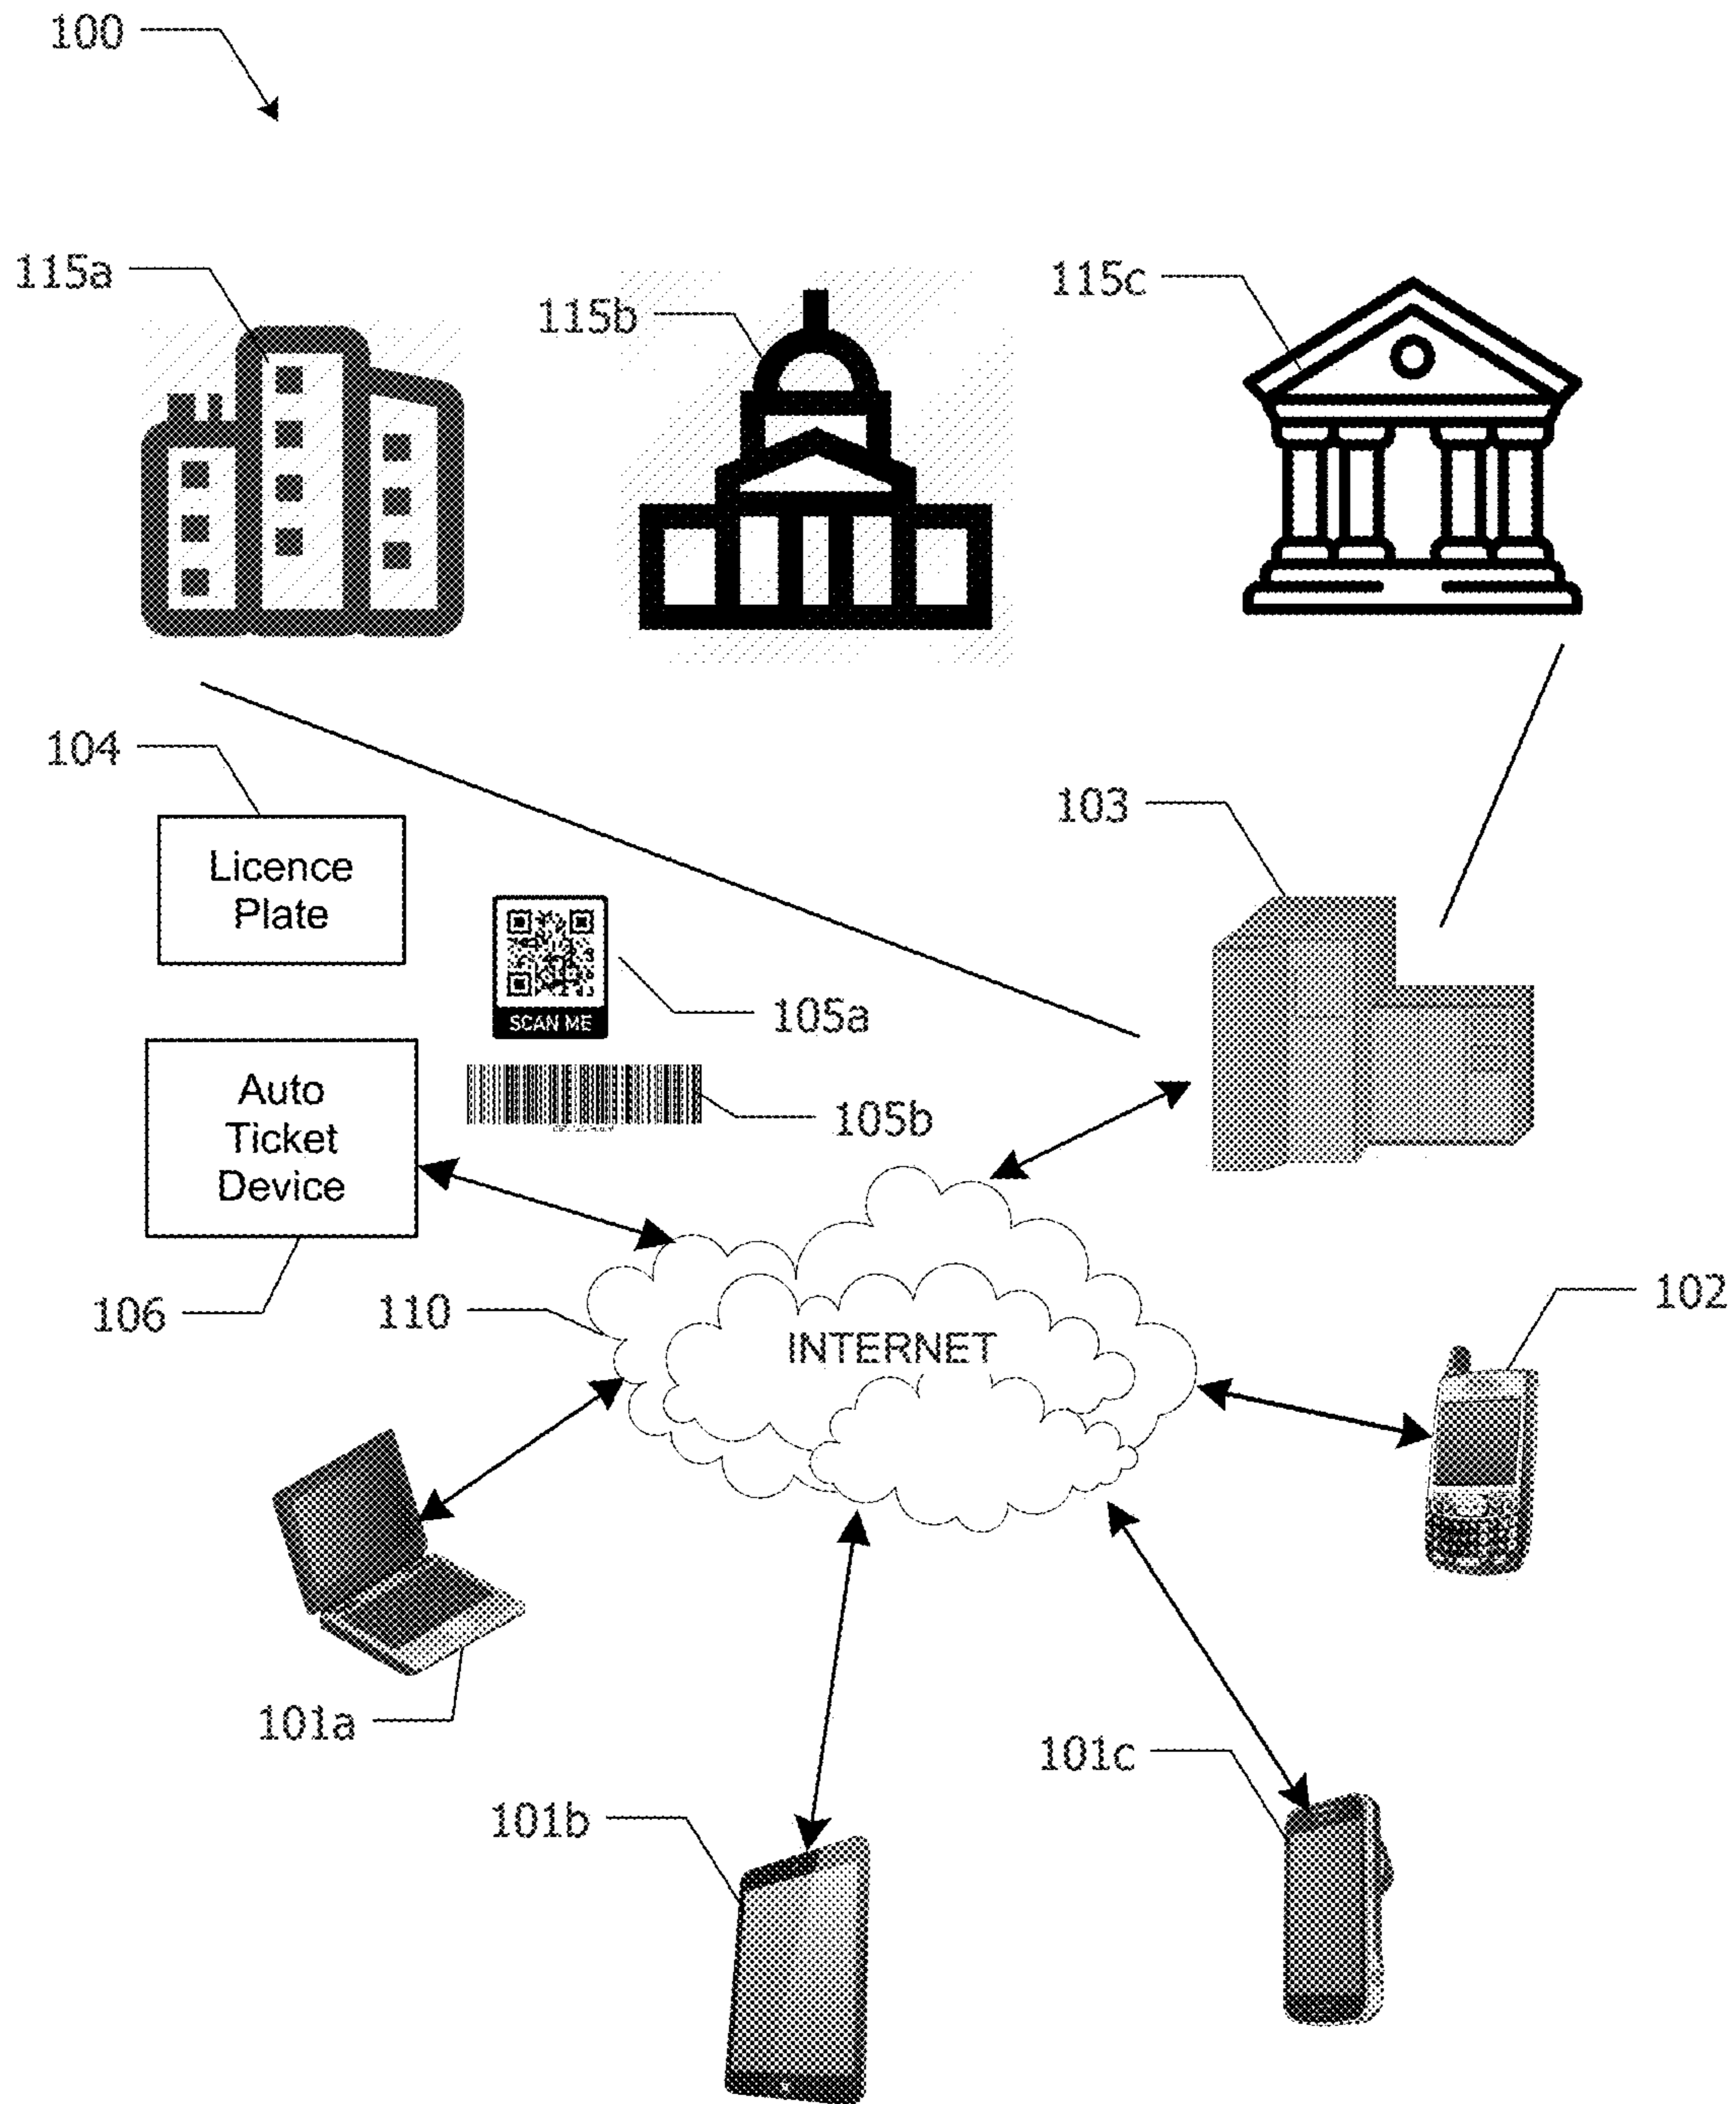 100
115a
115b
115c
104
Licence
Plate
103
SCAN ME
105a
105b
Auto
Ticket
Device
106
110
INTERNET
102
101a
101b
101c